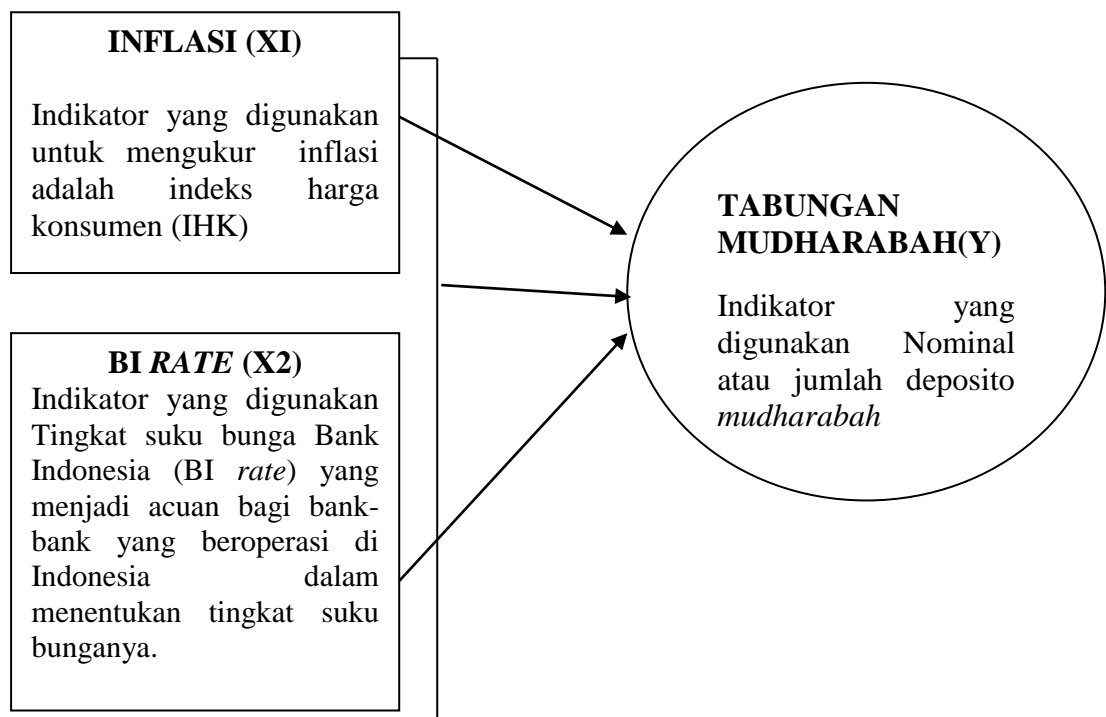 INFLASI (XI)
Indikator yang digunakan
untuk mengukur inflasi
adalah indeks harga
konsumen (IHK)
BI RATE (X2)
Indikator yang digunakan
Tingkat suku bunga Bank
Indonesia (BI rate) yang
menjadi acuan bagi bank-
bank yang beroperasi di
Indonesia dalam
menentukan tingkat suku
bunganya.
TABUNGAN
MUDHARABAH(Y)
Indikator yang
digunakan Nominal
atau jumlah deposito
mudharabah